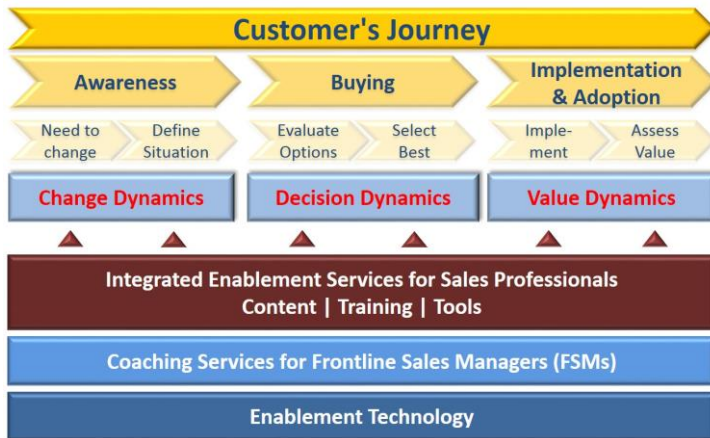 Customer's Journey
Awareness
Buying
Implementation
& Adoption
Need to
change
Define
Situation
Evaluate
Options
Select
Best
Imple-
ment
Assess
Value
Change Dynamics
Decision Dynamics
Value Dynamics
Integrated Enablement Services for Sales Professionals
Content | Training | Tools
Coaching Services for Frontline Sales Managers (FSMs)
Enablement Technology